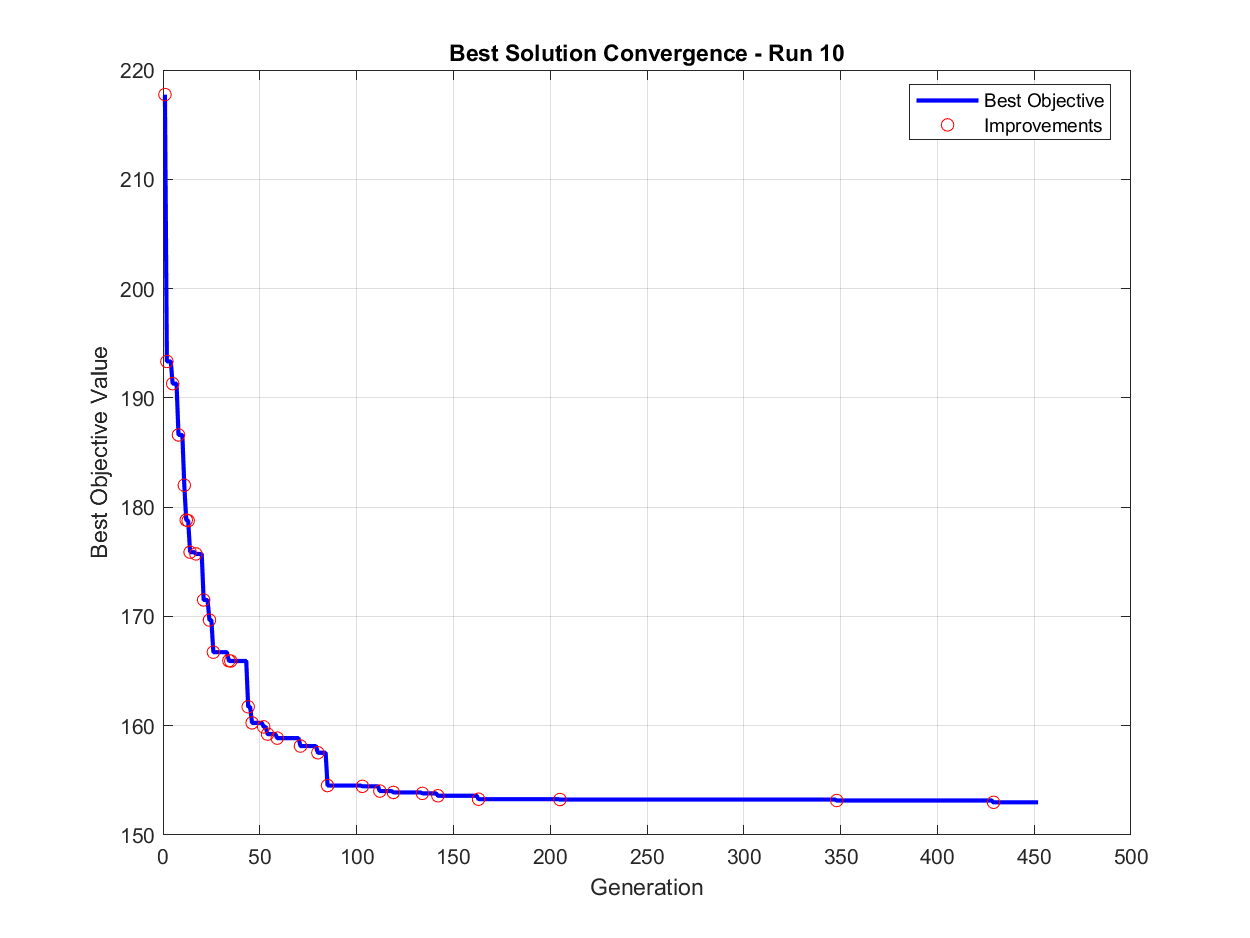 Best Solution Convergence - Run 10
Best Objective
Improvements
Best Objective Value
220
210
200
190
180
170
160
150
0 50 100 150 200 250 300 350 400 450 500
Generation